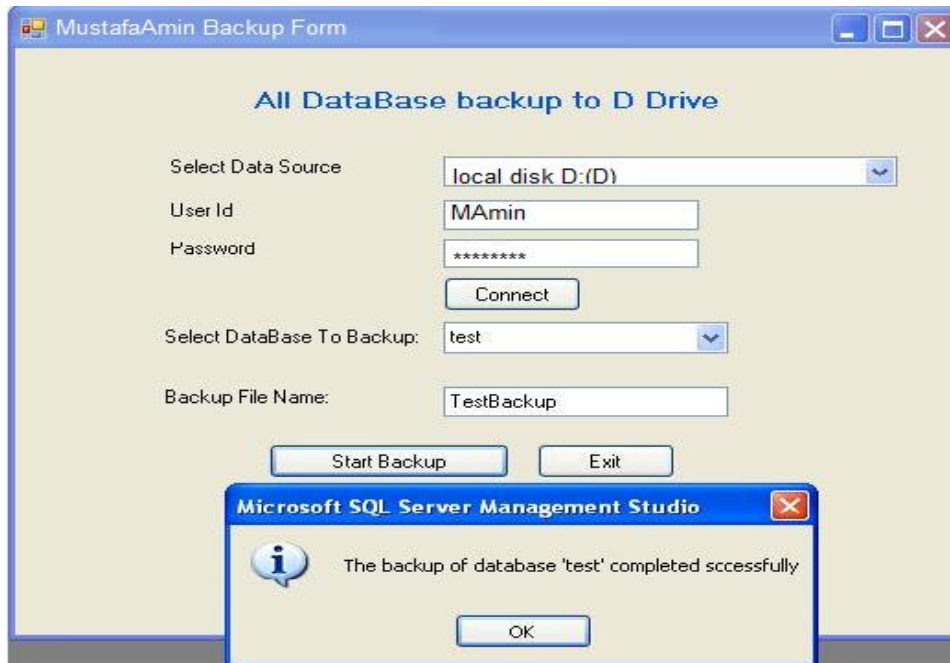 MustafaAmin Backup Form
All DataBase backup to D Drive
Select Data Source
local disk D:(D)
User Id
MAmin
Password
********
Connect
Select DataBase To Backup:
test
Backup File Name:
TestBackup
Start Backup
Exit
Microsoft SQL Server Management Studio
The backup of database 'test' completed sccessfully
OK